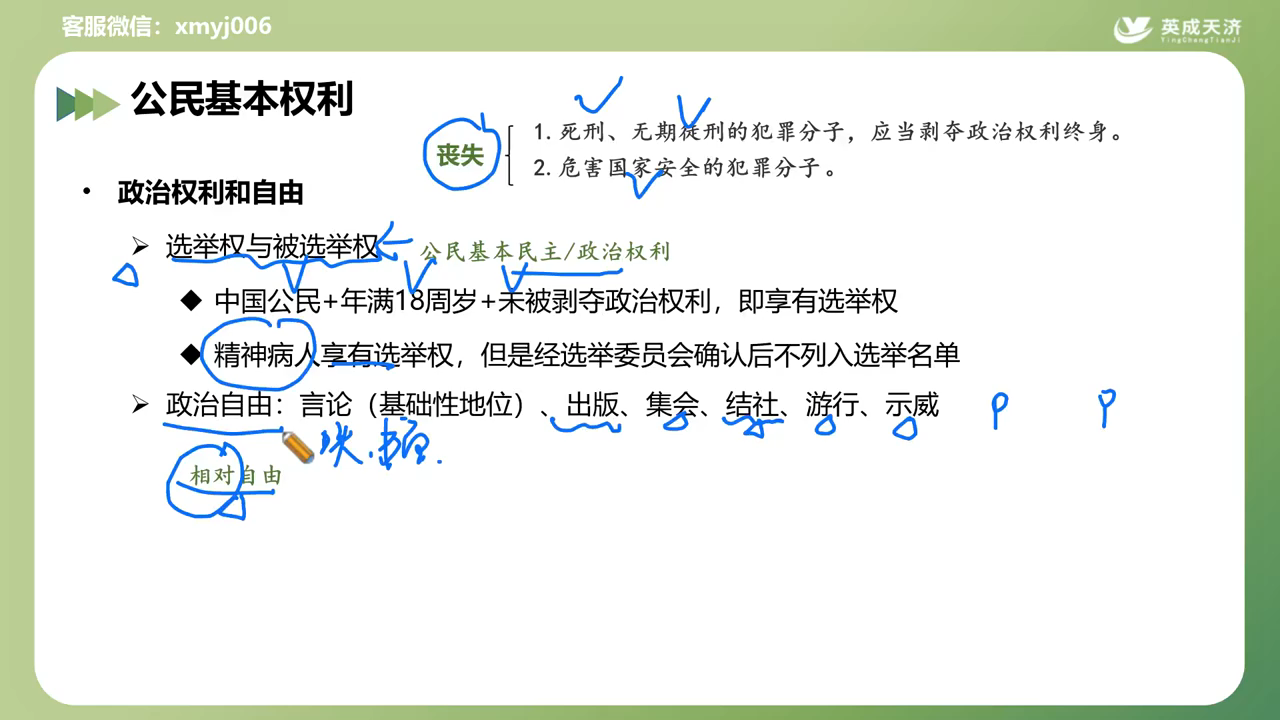 客服微信：xmyj006
英成天济
YingChengTianJi
公民基本权利
丧失
1. 死刑、无期徒刑的犯罪分子，应当剥夺政治权利终身。
2. 危害国家安全的犯罪分子。
• 政治权利和自由
➢ 选举权与被选举权
公民基本民主/政治权利
◆ 中国公民+年满18周岁+未被剥夺政治权利，即享有选举权
◆ 精神病人享有选举权，但是经选举委员会确认后不列入选举名单
➢ 政治自由：言论（基础性地位）、出版、集会、结社、游行、示威
P P
相对自由